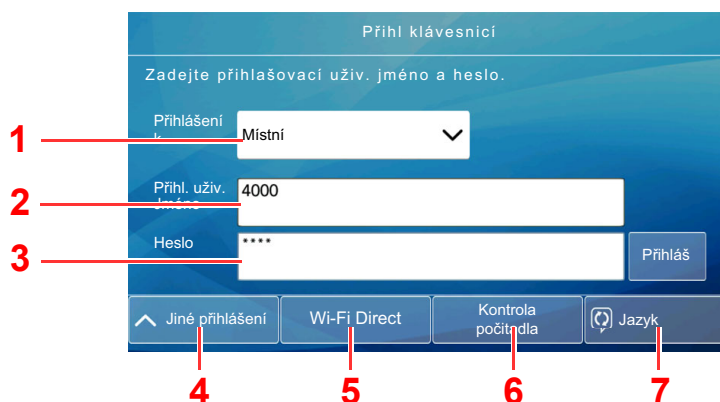 Přihl klávesnicí
Zadejte přihlašovací uživ. jméno a heslo.
Přihlášení
k
1
Místní
Přihl. uživ.
2
4000
Heslo
3
****
Přihláš
Jiné přihlášení
Wi-Fi Direct
Kontrola
počitadla
Jazyk
4
5
6
7